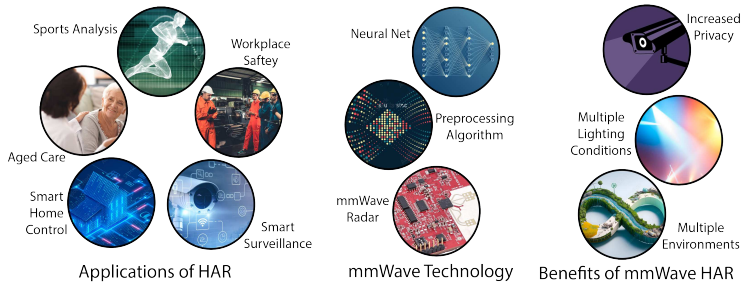 Sports Analysis
Workplace
Saftey
Aged Care
Smart
Home
Control
Smart
Surveillance
Applications of HAR
Neural Net
Preprocessing
Algorithm
mmWave
Radar
mmWave Technology
Increased
Privacy
Multiple
Lighting
Conditions
Multiple
Environments
Benefits of mmWave HAR